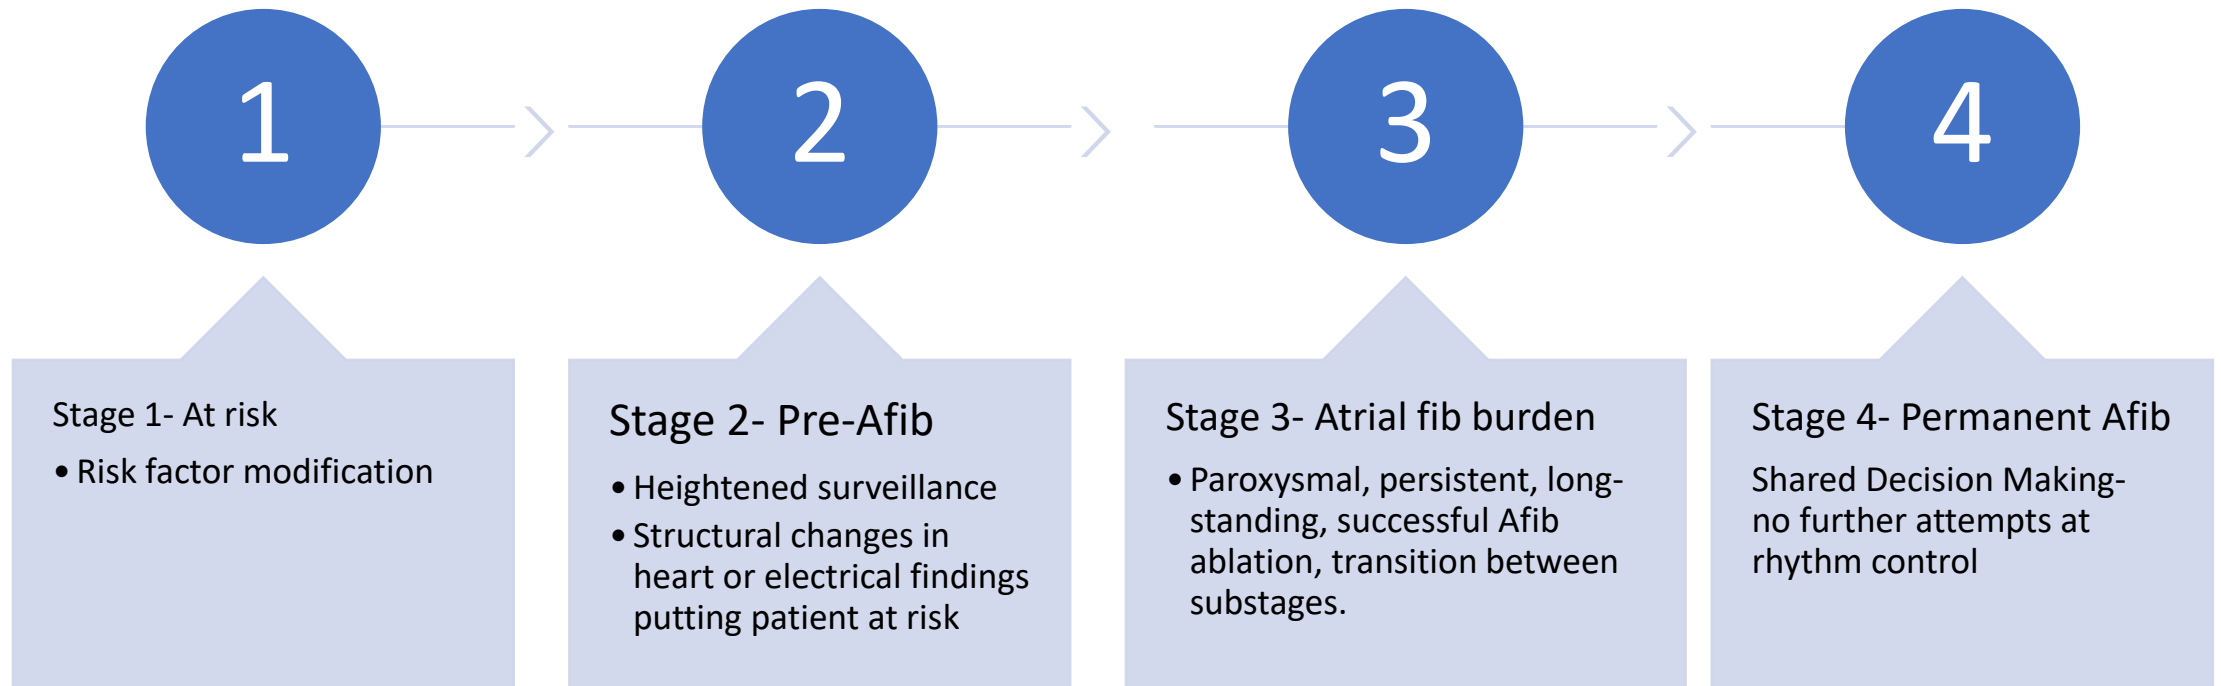 1
2
3
4
Stage 1- At risk
• Risk factor modification
Stage 2- Pre-Afib
• Heightened surveillance
• Structural changes in
heart or electrical findings
putting patient at risk
Stage 3- Atrial fib burden
• Paroxysmal, persistent, long-
standing, successful Afib
ablation, transition between
substages.
Stage 4- Permanent Afib
Shared Decision Making-
no further attempts at
rhythm control